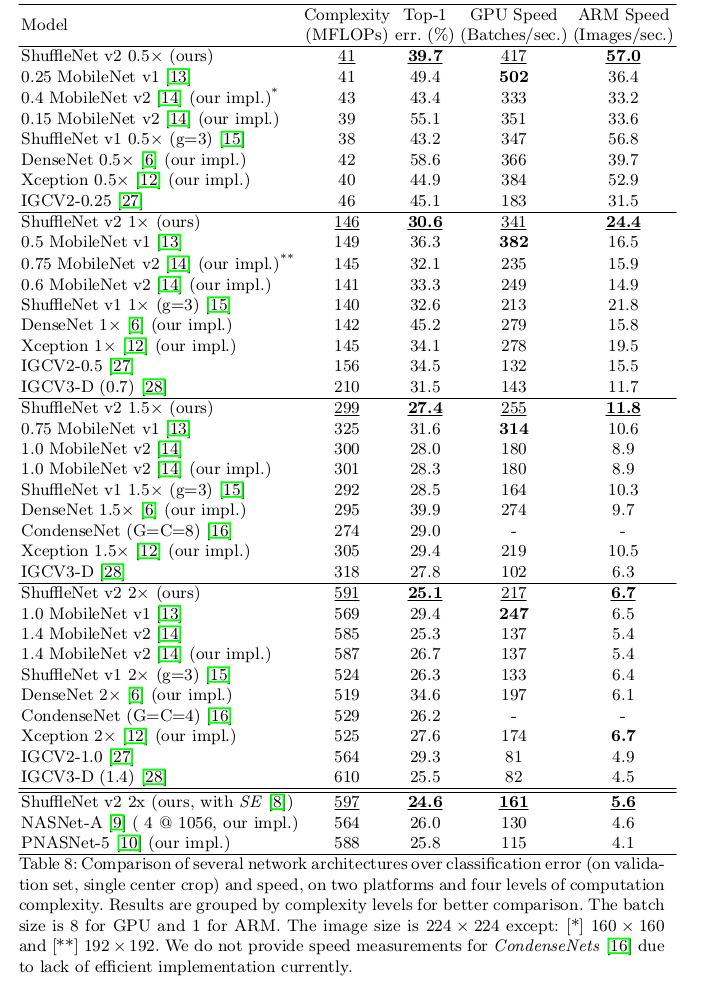 Model Complexity (MFLOPs) Top-1 err. (%) GPU Speed (Batches/sec.) ARM Speed (Images/sec.)
ShuffleNet v2 0.5× (ours) 41 39.7 417 57.0
0.25 MobileNet v1 [13] 41 49.4 502 36.4
0.4 MobileNet v2 [14] (our impl.)* 43 43.4 333 33.2
0.15 MobileNet v2 [14] (our impl.) 39 55.1 351 33.6
ShuffleNet v1 0.5× (g=3) [15] 38 43.2 347 56.8
DenseNet 0.5× [6] (our impl.) 42 58.6 366 39.7
Xception 0.5× [12] (our impl.) 40 44.9 384 52.9
IGCV2-0.25 [27] 46 45.1 183 31.5
ShuffleNet v2 1× (ours) 146 30.6 341 24.4
0.5 MobileNet v1 [13] 149 36.3 382 16.5
0.75 MobileNet v2 [14] (our impl.)** 145 32.1 235 15.9
0.6 MobileNet v2 [14] (our impl.) 141 33.3 249 14.9
ShuffleNet v1 1× (g=3) [15] 140 32.6 213 21.8
DenseNet 1× [6] (our impl.) 142 45.2 279 15.8
Xception 1× [12] (our impl.) 145 34.1 278 19.5
IGCV2-0.5 [27] 156 34.5 132 15.5
IGCV3-D (0.7) [28] 210 31.5 143 11.7
ShuffleNet v2 1.5× (ours) 299 27.4 255 11.8
0.75 MobileNet v1 [13] 325 31.6 314 10.6
1.0 MobileNet v2 [14] 300 28.0 180 8.9
1.0 MobileNet v2 [14] (our impl.) 301 28.3 180 8.9
ShuffleNet v1 1.5× (g=3) [15] 292 28.5 164 10.3
DenseNet 1.5× [6] (our impl.) 295 39.9 274 9.7
CondenseNet (G=C=8) [16] 274 29.0 - -
Xception 1.5× [12] (our impl.) 305 29.4 219 10.5
IGCV3-D [28] 318 27.8 102 6.3
ShuffleNet v2 2× (ours) 591 25.1 217 6.7
1.0 MobileNet v1 [13] 569 29.4 247 6.5
1.4 MobileNet v2 [14] 585 25.3 137 5.4
1.4 MobileNet v2 [14] (our impl.) 587 26.7 137 5.4
ShuffleNet v1 2× (g=3) [15] 524 26.3 133 6.4
DenseNet 2× [6] (our impl.) 519 34.6 197 6.1
CondenseNet (G=C=4) [16] 529 26.2 - -
Xception 2× [12] (our impl.) 525 27.6 174 6.7
IGCV2-1.0 [27] 564 29.3 81 4.9
IGCV3-D (1.4) [28] 610 25.5 82 4.5
ShuffleNet v2 2x (ours, with SE [8]) 597 24.6 161 5.6
NASNet-A [9] ( 4 @ 1056, our impl.) 564 26.0 130 4.6
PNASNet-5 [10] (our impl.) 588 25.8 115 4.1
Table 8: Comparison of several network architectures over classification error (on valida-
tion set, single center crop) and speed, on two platforms and four levels of computation
complexity. Results are grouped by complexity levels for better comparison. The batch
size is 8 for GPU and 1 for ARM. The image size is 224 × 224 except: [*] 160 × 160
and [**] 192 × 192. We do not provide speed measurements for CondenseNets [16] due
to lack of efficient implementation currently.